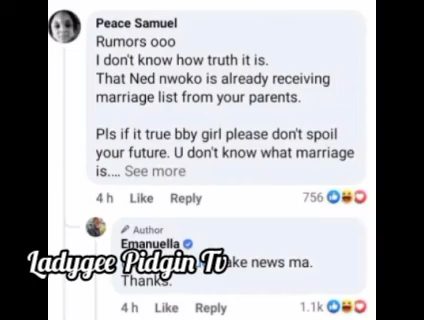 Peace Samuel
Rumors ooo
I don't know how truth it is.
That Ned nwoko is already receiving
marriage list from your parents.
Pls if it true bby girl please don't spoil
your future. U don't know what marriage
is.... See more
4 h Like Reply 756
Author
Emanuella
ake news ma.
Ladygee Pidgin Tv
Thanks.
4 h Like Reply 1.1k